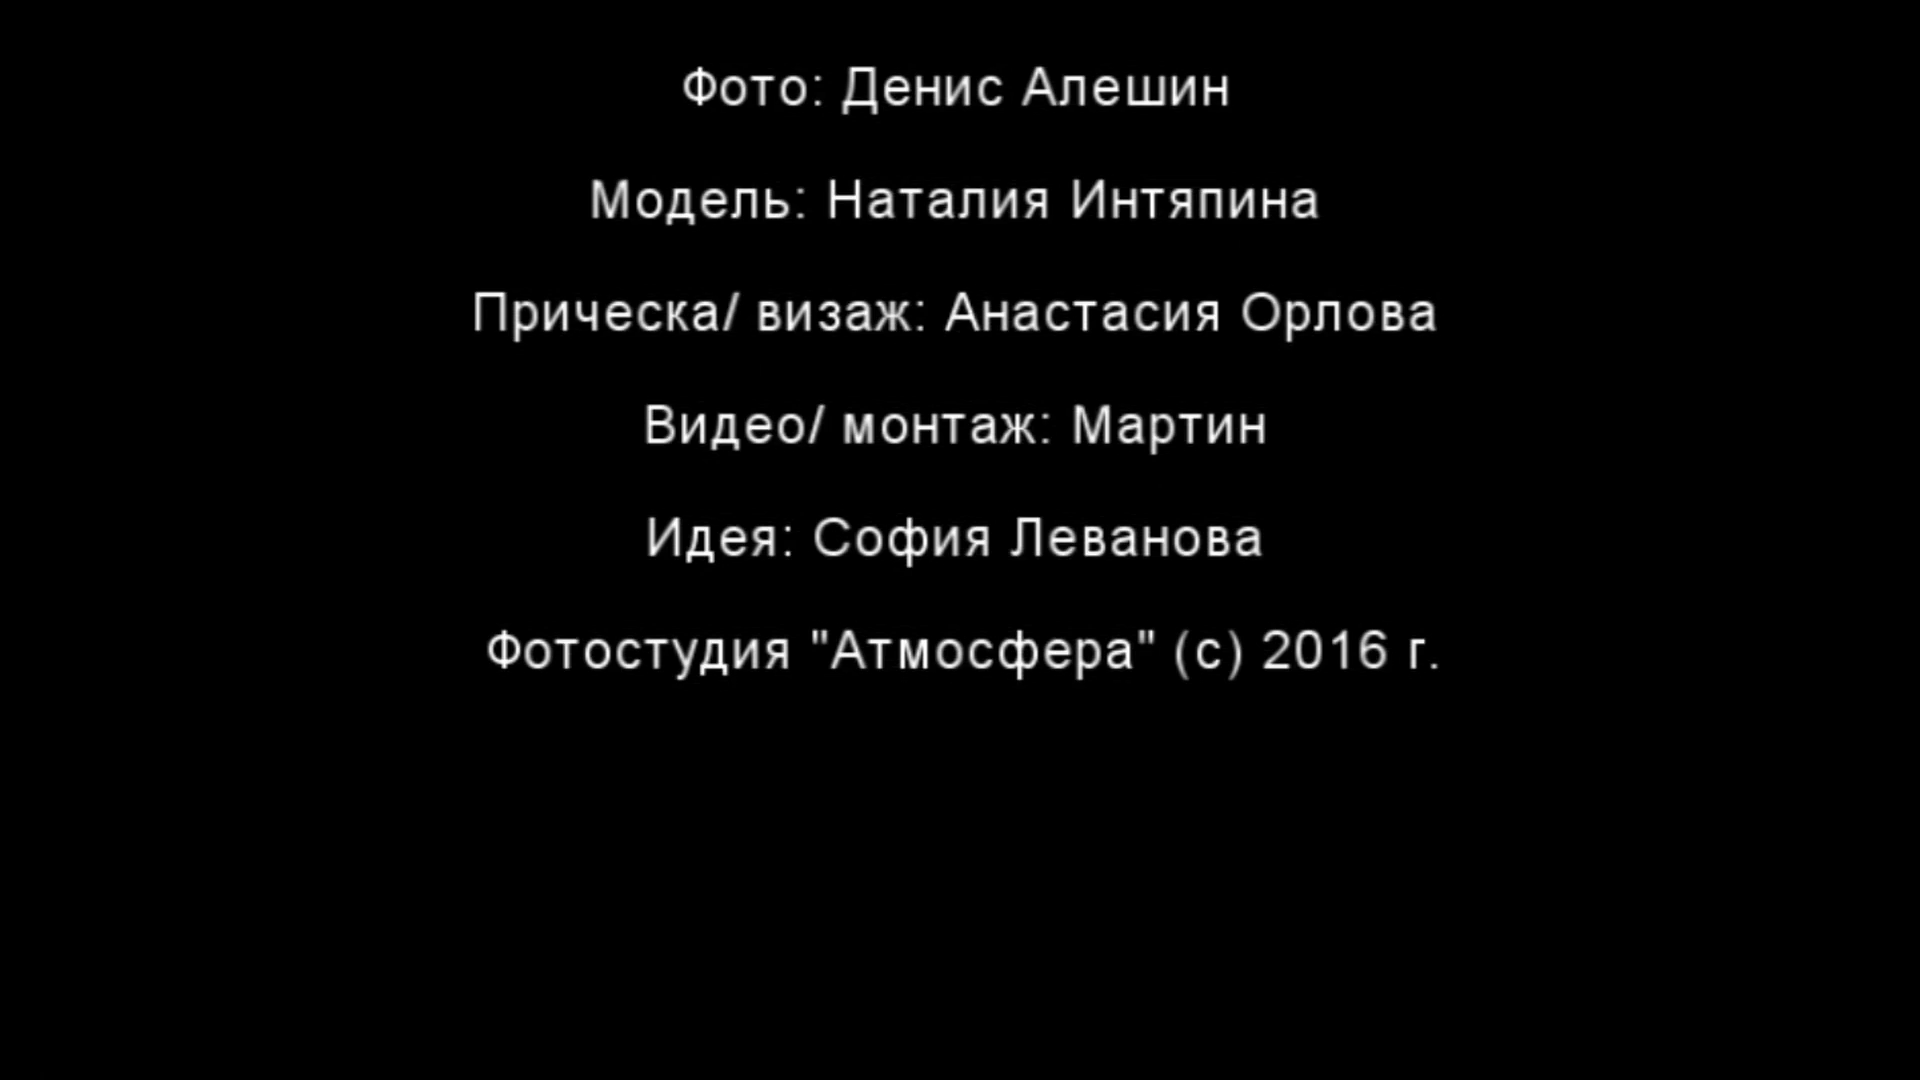 Фото: Денис Алешин
Модель: Наталия Интяпина
Прическа/ визаж: Анастасия Орлова
Видео/ монтаж: Мартин
Идея: София Леванова
Фотостудия "Атмосфера" (с) 2016 г.